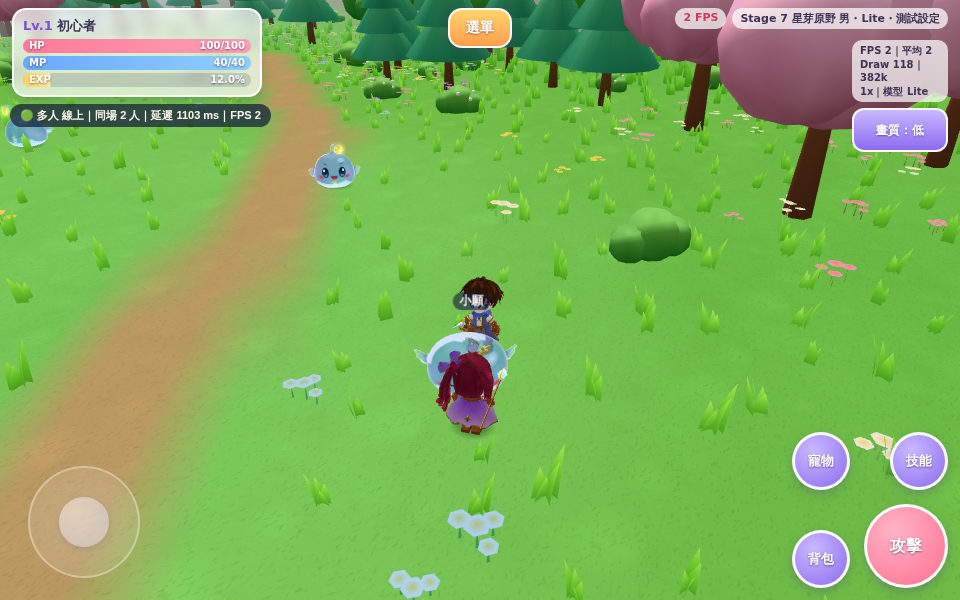 Lv.1 初心者
HP 100/100
MP 40/40
EXP 12.0%
多人 線上｜同場 2 人｜延遲 1103 ms｜FPS 2
選單
2 FPS
Stage 7 星芽原野 男・Lite・測試設定
FPS 2｜平均 2
Draw 118｜
382k
1x｜模型 Lite
畫質：低
小願
寵物
技能
背包
攻擊